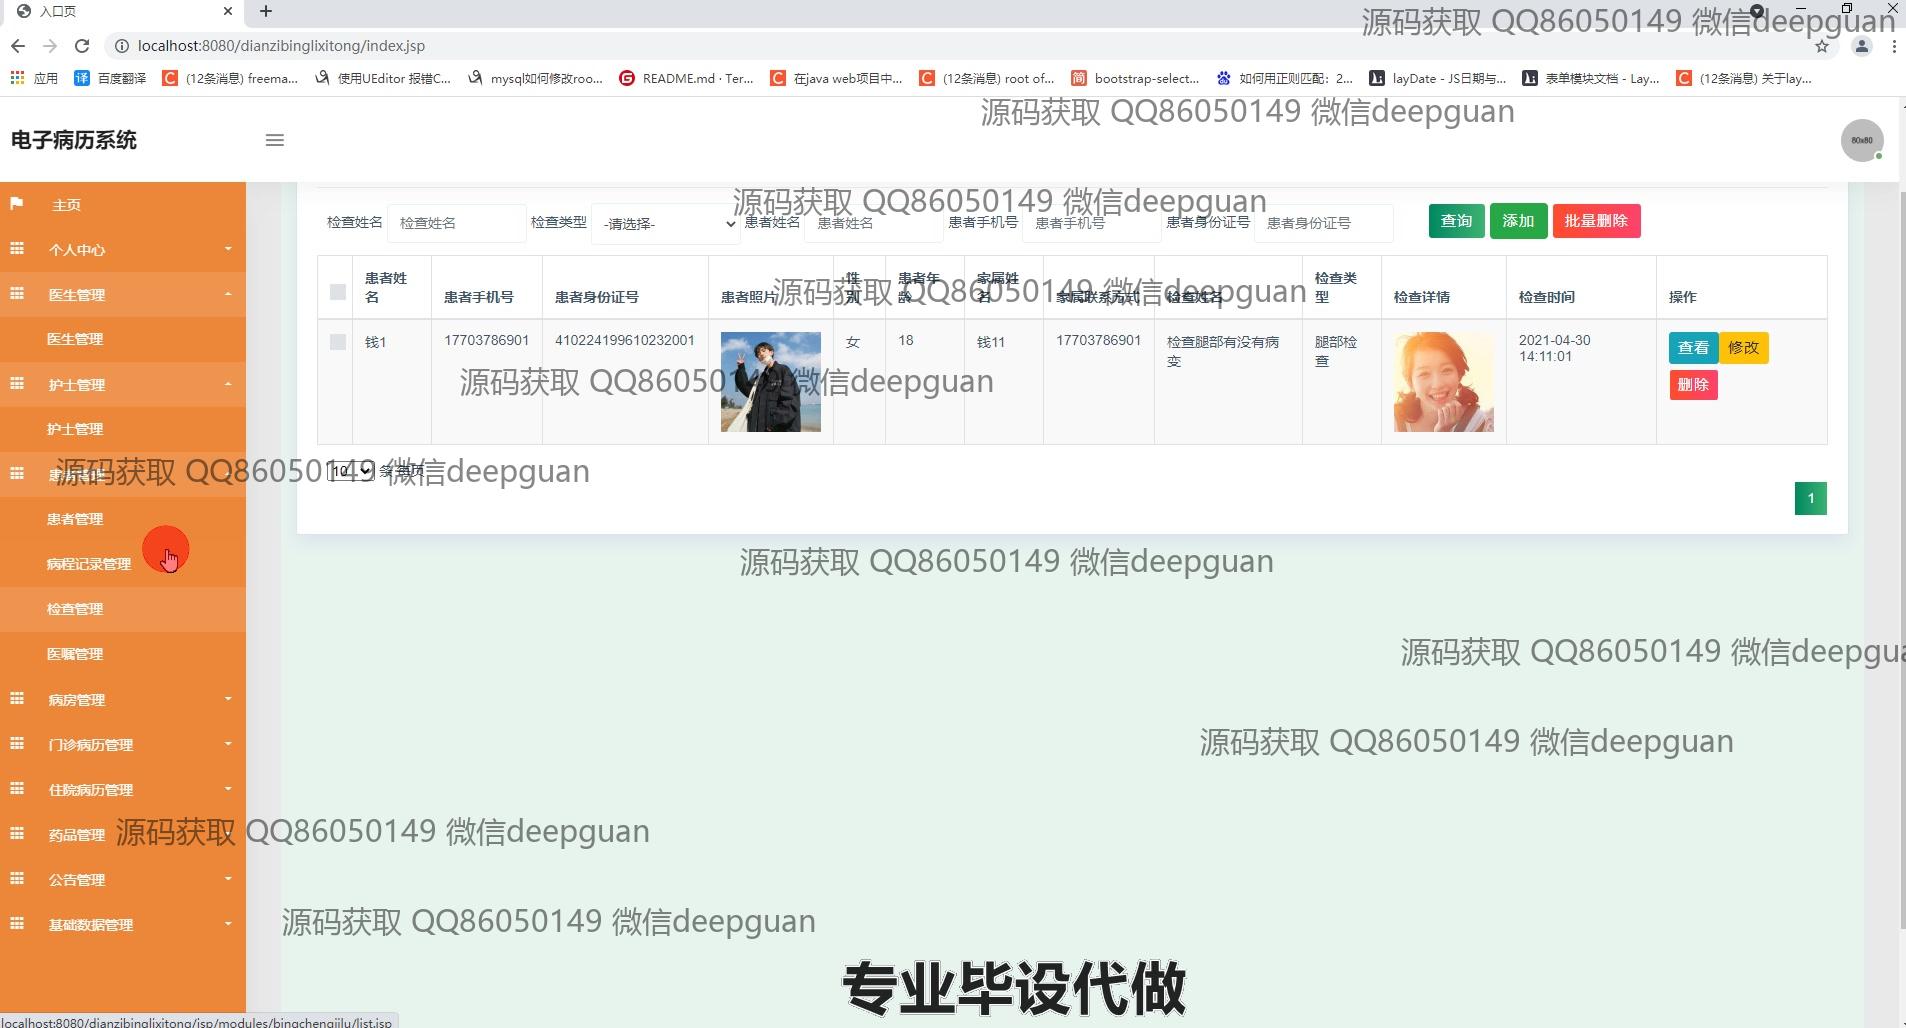 入口页
localhost:8080/dianzibinglixitong/index.jsp
源码获取 QQ86050149 微信deepguan
应用 百度翻译 (12条消息) freema... 使用UEditor 报错C... mysql如何修改roo... README.md · Ter... 在java web项目中... (12条消息) root of... bootstrap-select... 如何用正则匹配：2... layDate - JS日期与... 表单模块文档 - Lay... (12条消息) 关于lay...
源码获取 QQ86050149 微信deepguan
电子病历系统
80x80
源码获取 QQ86050149 微信deepguan
主页
检查姓名 检查姓名 检查类型 -请选择- 患者姓名 患者姓名 患者手机号 患者手机号 患者身份证号 患者身份证号 查询 添加 批量删除
个人中心
患者姓名 患者手机号 患者身份证号 患者照片 性别 患者年龄 家属姓名 家属联系方式 检查姓名 检查类型 检查详情 检查时间 操作
源码获取 QQ86050149 微信deepguan
医生管理
医生管理
钱1 17703786901 410224199610232001 女 18 钱11 17703786901 检查腿部有没有病变 腿部检查 2021-04-30 14:11:01 查看 修改 删除
源码获取 QQ86050149 微信deepguan
护士管理
护士管理
患者管理
源码获取 QQ86050149 微信deepguan
10 条 每页
1
患者管理
病程记录管理
源码获取 QQ86050149 微信deepguan
检查管理
医嘱管理
源码获取 QQ86050149 微信deepgua
病房管理
门诊病历管理
源码获取 QQ86050149 微信deepguan
住院病历管理
药品管理
源码获取 QQ86050149 微信deepguan
公告管理
基础数据管理
源码获取 QQ86050149 微信deepguan
专业毕设代做
localhost:8080/dianzibinglixitong/jsp/modules/bingchengjilu/list.jsp